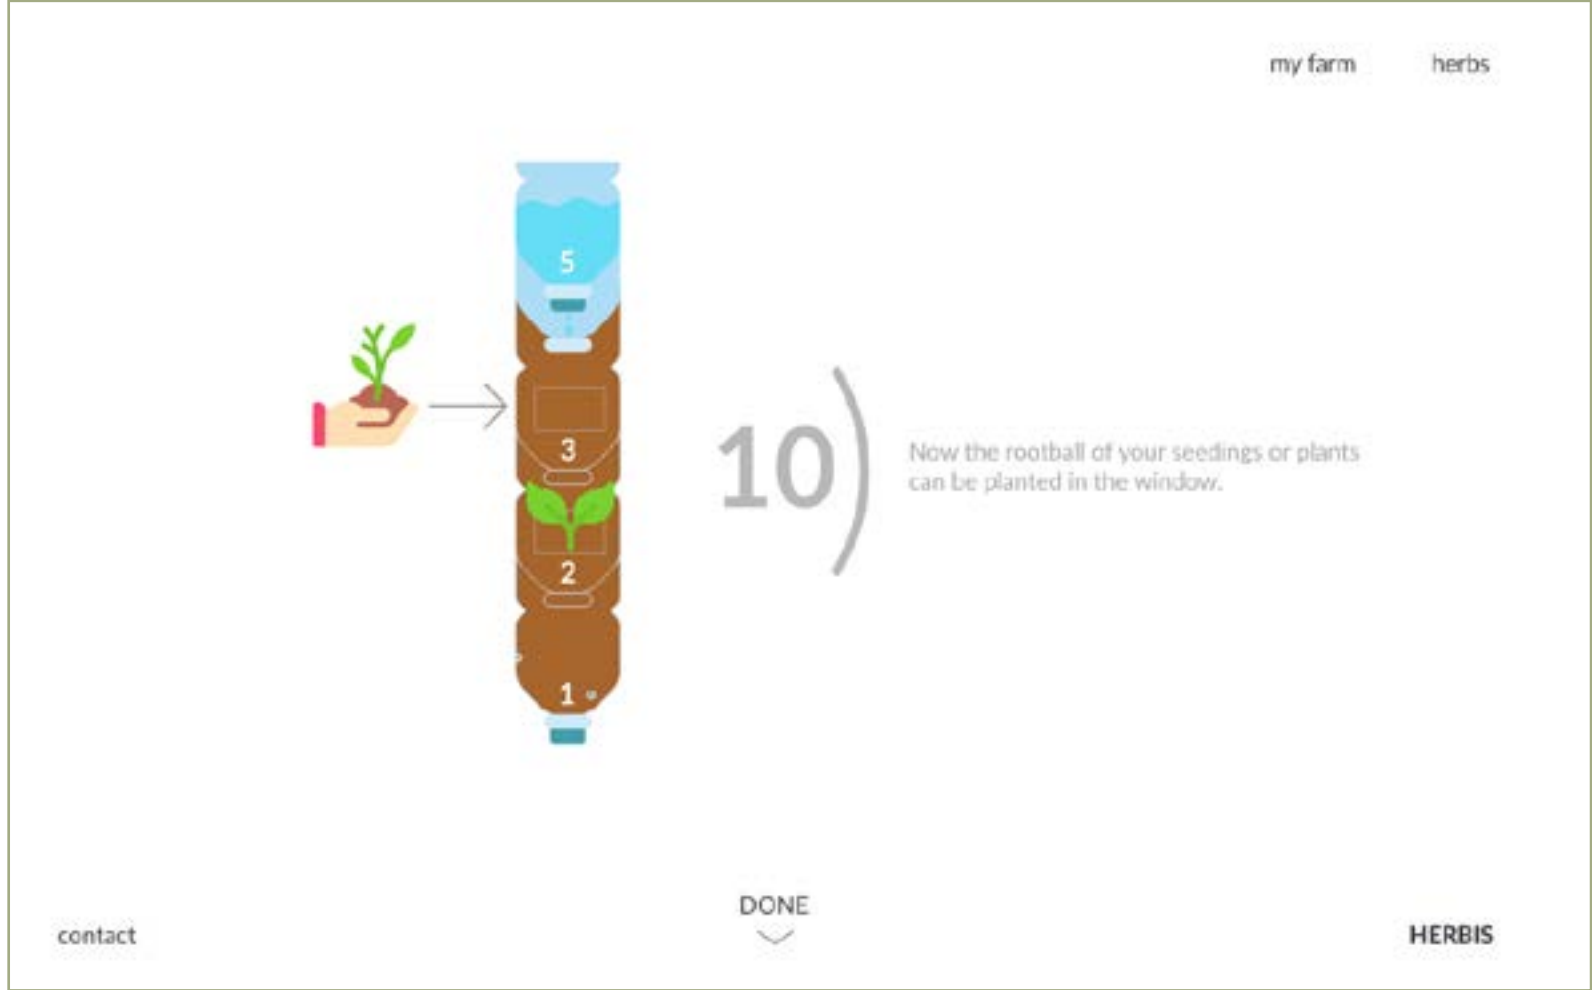 my farm herbs
5
3
2
1
10)
Now the rootball of your seedings or plants
can be planted in the window.
DONE
contact
HERBIS